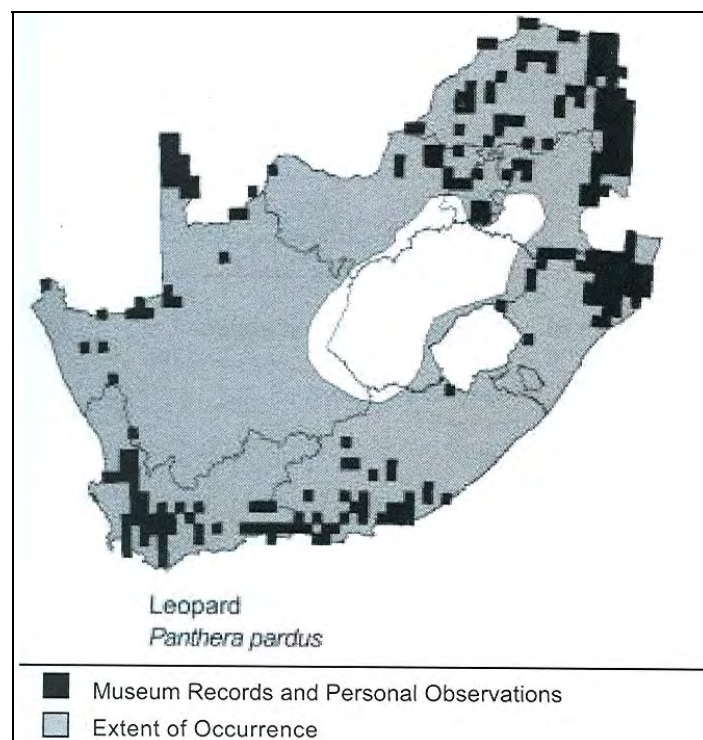 Leopard
Panthera pardus
Museum Records and Personal Observations
Extent of Occurrence